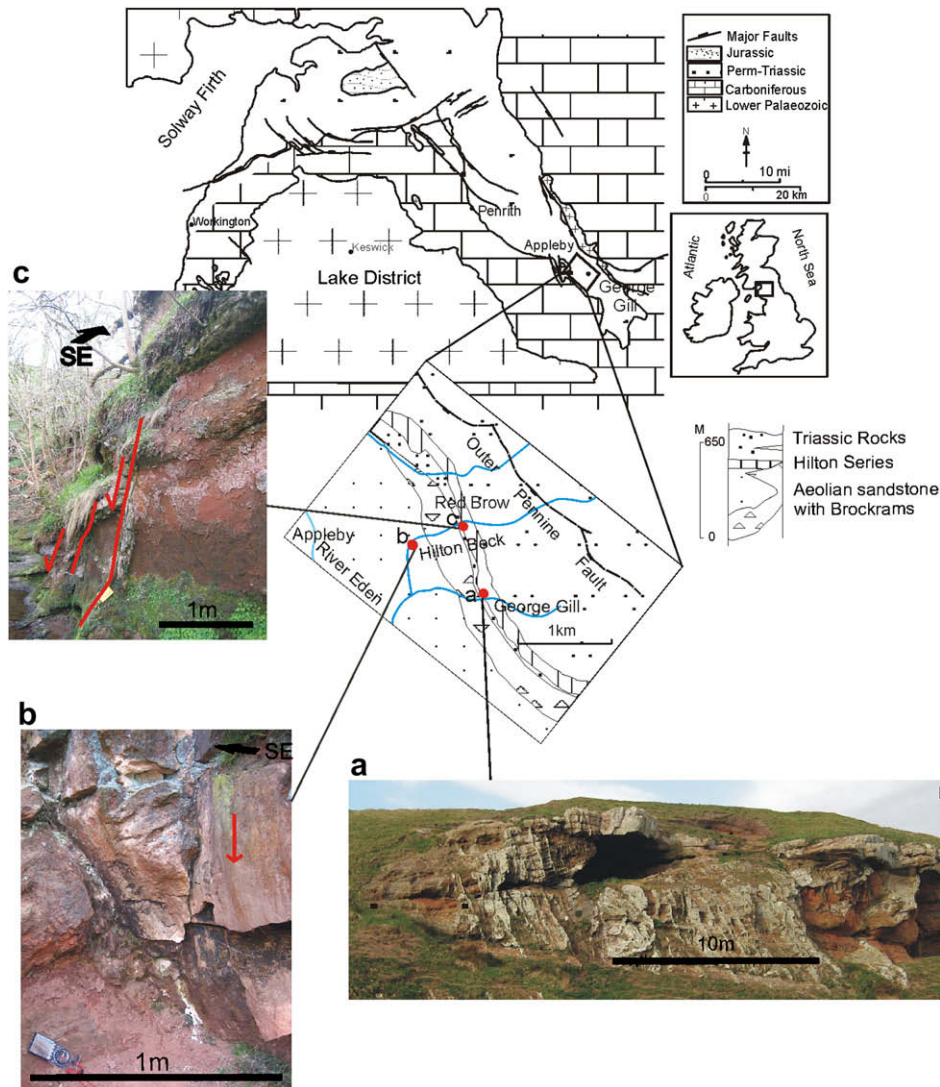 Major Faults
Jurassic
Perm-Triassic
Carboniferous
Lower Palaeozoic
N
0 10 mi
0 20 km
Solway Firth
Workington
Keswick
Lake District
Penrith
Appleby
George
Gill
Atlantic
North Sea
c
SE
1m
M
650
0
Triassic Rocks
Hilton Series
Aeolian sandstone
with Brockrams
Outer
Pennine
Fault
Red Brow
c
b
Hilton Beck
Appleby
River Eden
a
George Gill
1km
b
SE
1m
a
10m